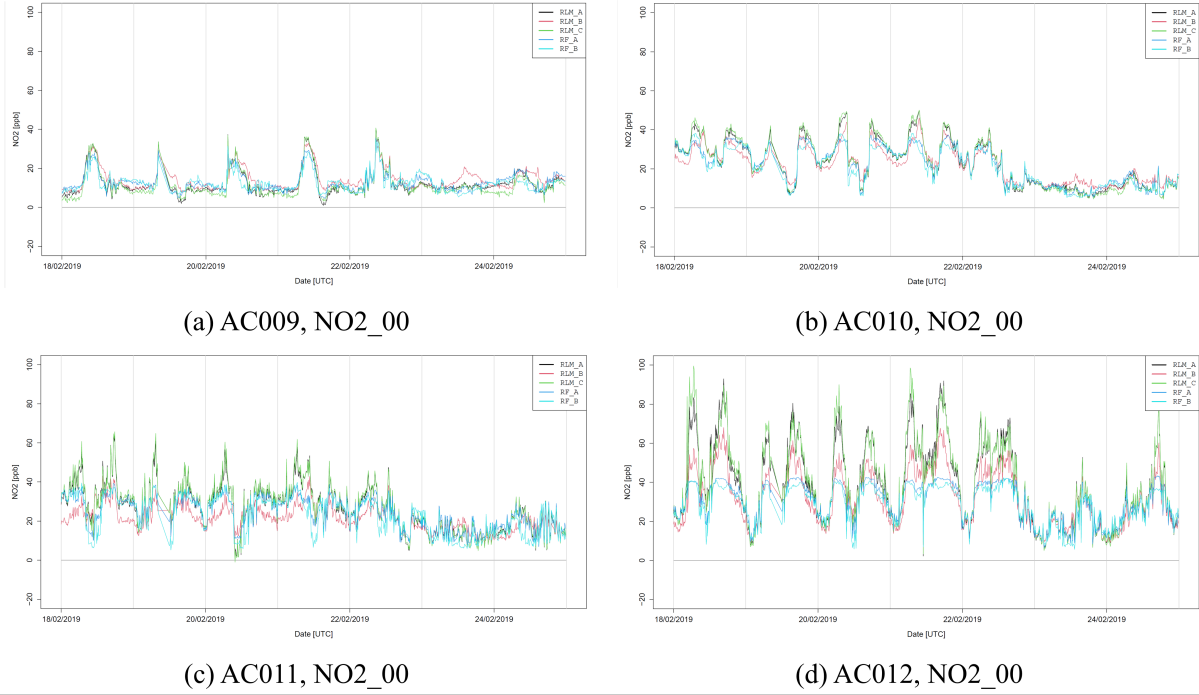 RLM_A
RLM_B
RLM_C
RF_A
RF_B
NO2 [ppb]
100
80
60
40
20
0
−20
18/02/2019 20/02/2019 22/02/2019 24/02/2019
Date [UTC]
(a) AC009, NO2_00
RLM_A
RLM_B
RLM_C
RF_A
RF_B
NO2 [ppb]
100
80
60
40
20
0
−20
18/02/2019 20/02/2019 22/02/2019 24/02/2019
Date [UTC]
(b) AC010, NO2_00
RLM_A
RLM_B
RLM_C
RF_A
RF_B
NO2 [ppb]
100
80
60
40
20
0
−20
18/02/2019 20/02/2019 22/02/2019 24/02/2019
Date [UTC]
(c) AC011, NO2_00
RLM_A
RLM_B
RLM_C
RF_A
RF_B
NO2 [ppb]
100
80
60
40
20
0
−20
18/02/2019 20/02/2019 22/02/2019 24/02/2019
Date [UTC]
(d) AC012, NO2_00